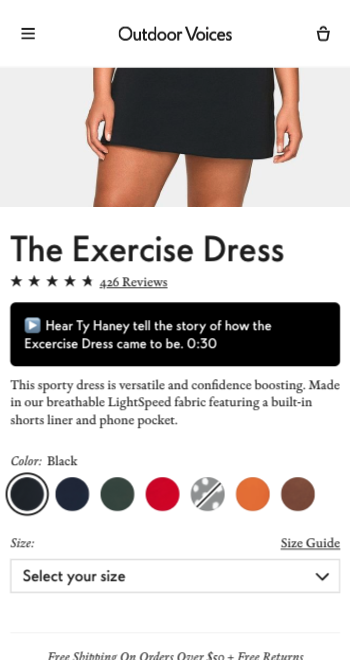 Outdoor Voices
The Exercise Dress
426 Reviews
Hear Ty Haney tell the story of how the
Excercise Dress came to be. 0:30
This sporty dress is versatile and confidence boosting. Made
in our breathable LightSpeed fabric featuring a built-in
shorts liner and phone pocket.
Color: Black
Size: Size Guide
Select your size
Free Shipping On Orders Over $50 + Free Returns